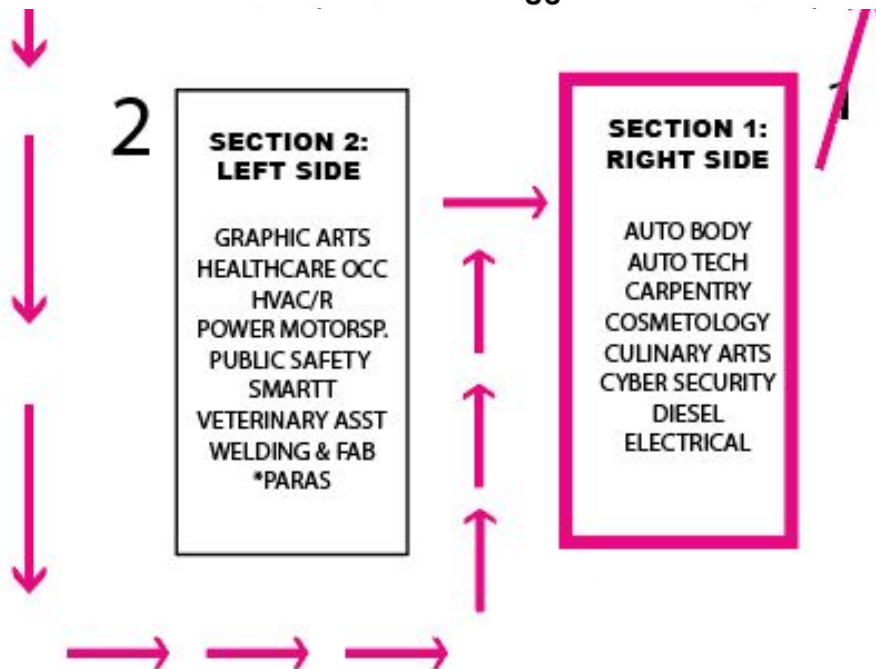 2
SECTION 2:
LEFT SIDE
GRAPHIC ARTS
HEALTHCARE OCC
HVAC/R
POWER MOTORSP.
PUBLIC SAFETY
SMARTT
VETERINARY ASST
WELDING & FAB
*PARAS
1
SECTION 1:
RIGHT SIDE
AUTO BODY
AUTO TECH
CARPENTRY
COSMETOLOGY
CULINARY ARTS
CYBER SECURITY
DIESEL
ELECTRICAL